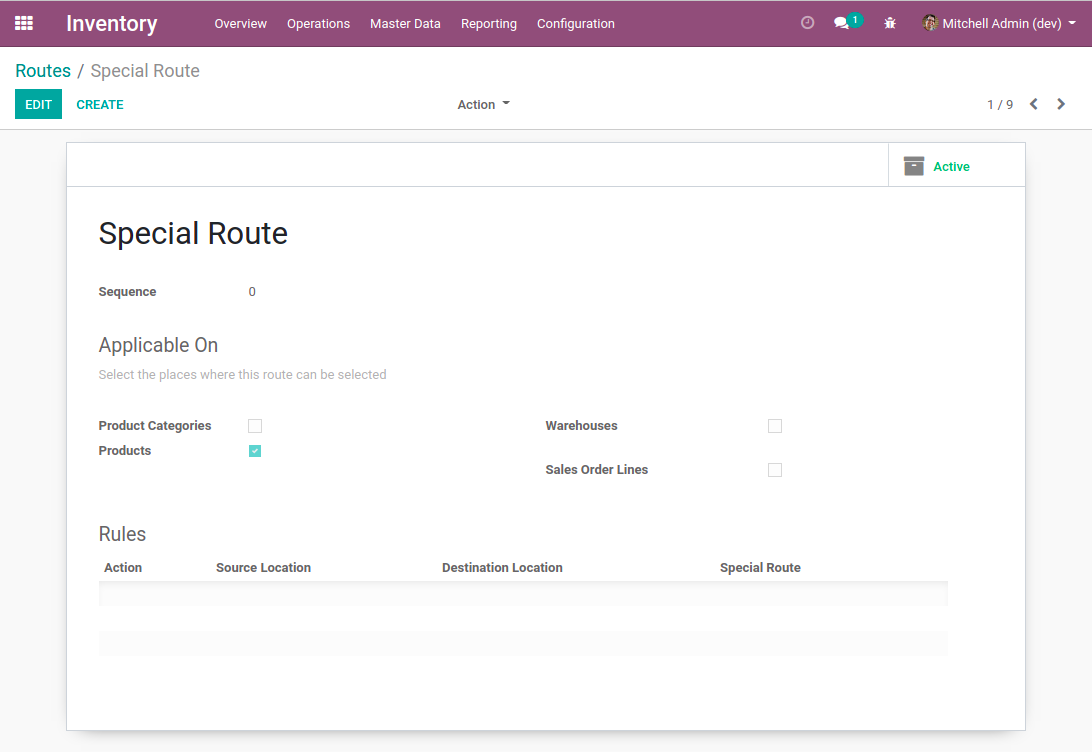 Inventory Overview Operations Master Data Reporting Configuration 1 Mitchell Admin (dev)
Routes / Special Route
EDIT CREATE Action 1 / 9
Active
Special Route
Sequence 0
Applicable On
Select the places where this route can be selected
Product Categories Warehouses
Products
Sales Order Lines
Rules
Action Source Location Destination Location Special Route